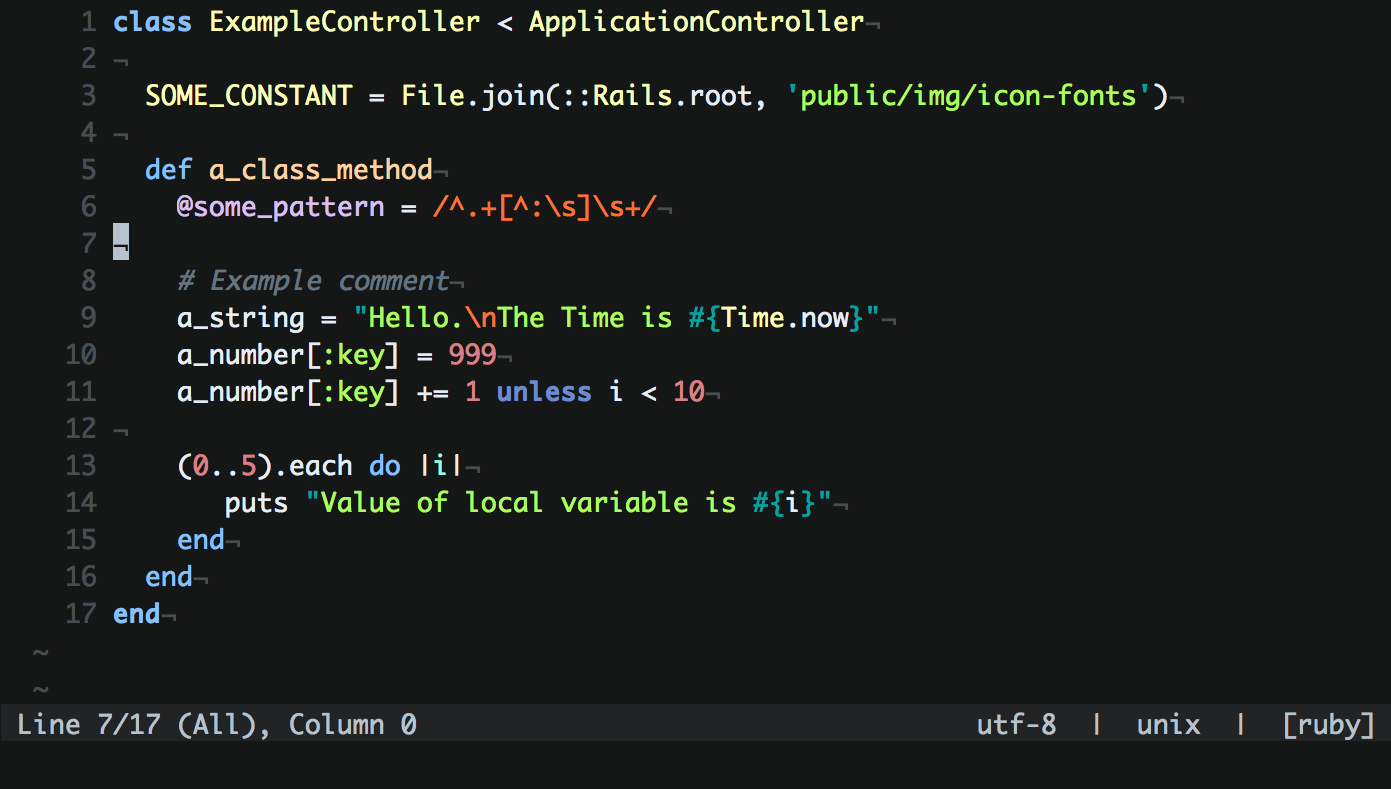 1 class ExampleController < ApplicationController¬
2 ¬
3   SOME_CONSTANT = File.join(::Rails.root, 'public/img/icon-fonts')¬
4 ¬
5   def a_class_method¬
6     @some_pattern = /^.+[^:\s]\s+/¬
7 ¬
8     # Example comment¬
9     a_string = "Hello.\nThe Time is #{Time.now}"¬
10     a_number[:key] = 999¬
11     a_number[:key] += 1 unless i < 10¬
12 ¬
13     (0..5).each do |i|¬
14        puts "Value of local variable is #{i}"¬
15     end¬
16   end¬
17 end¬
~
~
Line 7/17 (All), Column 0 utf-8 | unix | [ruby]